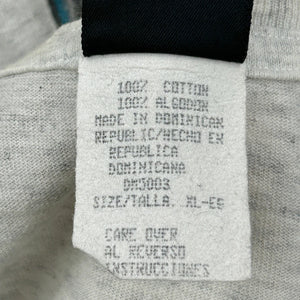 100% COTTON
100% ALGODON
MADE IN DOMINICAN
REPUBLIC/HECHO EN
REPUBLICA
DOMINICANA
DM5003
SIZE/TALLA. XL-EG
CARE OVER
AL REVERSO
INSTRUCCIONES